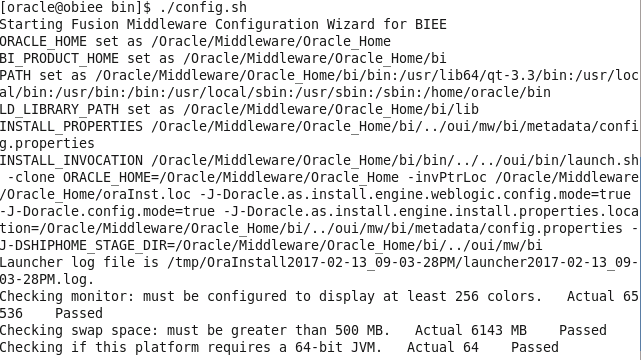 [oracle@obiee bin]$ ./config.sh
Starting Fusion Middleware Configuration Wizard for BIEE
ORACLE_HOME set as /Oracle/Middleware/Oracle_Home
BI_PRODUCT_HOME set as /Oracle/Middleware/Oracle_Home/bi
PATH set as /Oracle/Middleware/Oracle_Home/bi/bin:/usr/lib64/qt-3.3/bin:/usr/loc
al/bin:/usr/bin:/bin:/usr/local/sbin:/usr/sbin:/sbin:/home/oracle/bin
LD_LIBRARY_PATH set as /Oracle/Middleware/Oracle_Home/bi/lib
INSTALL_PROPERTIES /Oracle/Middleware/Oracle_Home/bi/../oui/mw/bi/metadata/confi
g.properties
INSTALL_INVOCATION /Oracle/Middleware/Oracle_Home/bi/bin/../../oui/bin/launch.sh
 -clone ORACLE_HOME=/Oracle/Middleware/Oracle_Home -invPtrLoc /Oracle/Middleware
/Oracle_Home/oraInst.loc -J-Doracle.as.install.engine.weblogic.config.mode=true 
-J-Doracle.config.mode=true -J-Doracle.as.install.engine.install.properties.loca
tion=/Oracle/Middleware/Oracle_Home/bi/../oui/mw/bi/metadata/config.properties -
J-DSHIPHOME_STAGE_DIR=/Oracle/Middleware/Oracle_Home/bi/../oui/mw/bi
Launcher log file is /tmp/OraInstall2017-02-13_09-03-28PM/launcher2017-02-13_09-
03-28PM.log.
Checking monitor: must be configured to display at least 256 colors.   Actual 65
536    Passed
Checking swap space: must be greater than 500 MB.   Actual 6143 MB    Passed
Checking if this platform requires a 64-bit JVM.   Actual 64    Passed